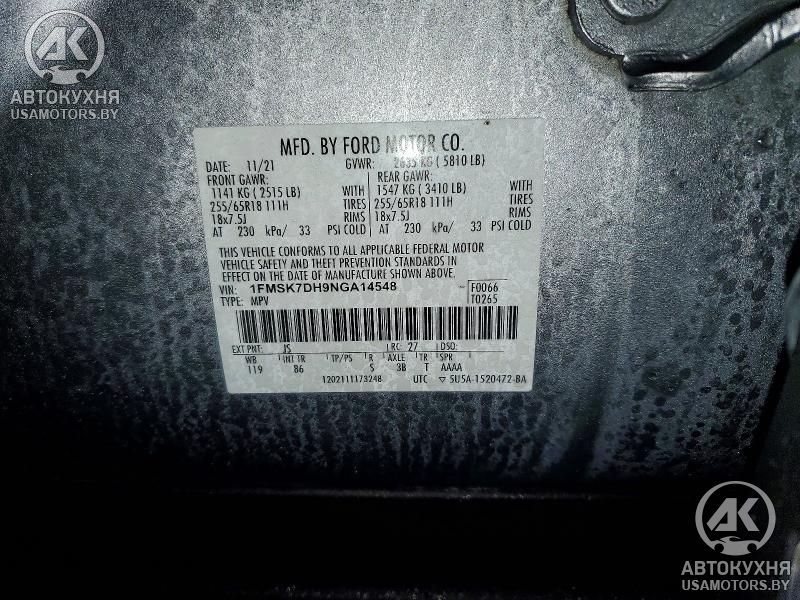 AK
АВТОКУХНЯ
USAMOTORS.BY
MFD. BY FORD MOTOR CO.
DATE: 11/21 GVWR: 2635 KG ( 5810 LB)
FRONT GAWR: REAR GAWR:
1141 KG ( 2515 LB) WITH 1547 KG ( 3410 LB) WITH
255/65R18 111H TIRES 255/65R18 111H TIRES
18x7.5J RIMS 18x7.5J RIMS
AT 230 kPa/ 33 PSI COLD AT 230 kPa/ 33 PSI COLD
THIS VEHICLE CONFORMS TO ALL APPLICABLE FEDERAL MOTOR
VEHICLE SAFETY AND THEFT PREVENTION STANDARDS IN
EFFECT ON THE DATE OF MANUFACTURE SHOWN ABOVE.
VIN: 1FMSK7DH9NGA14548 F0066
TYPE: MPV T0265
EXT PNT: JS RC: 27 DSO:
WB INT TR TP/PS R AXLE TR SPR
119 86 S 3B T AAAA
1202111173248 UTC ▽ 5U5A-1520472-BA
AK
АВТОКУХНЯ
USAMOTORS.BY